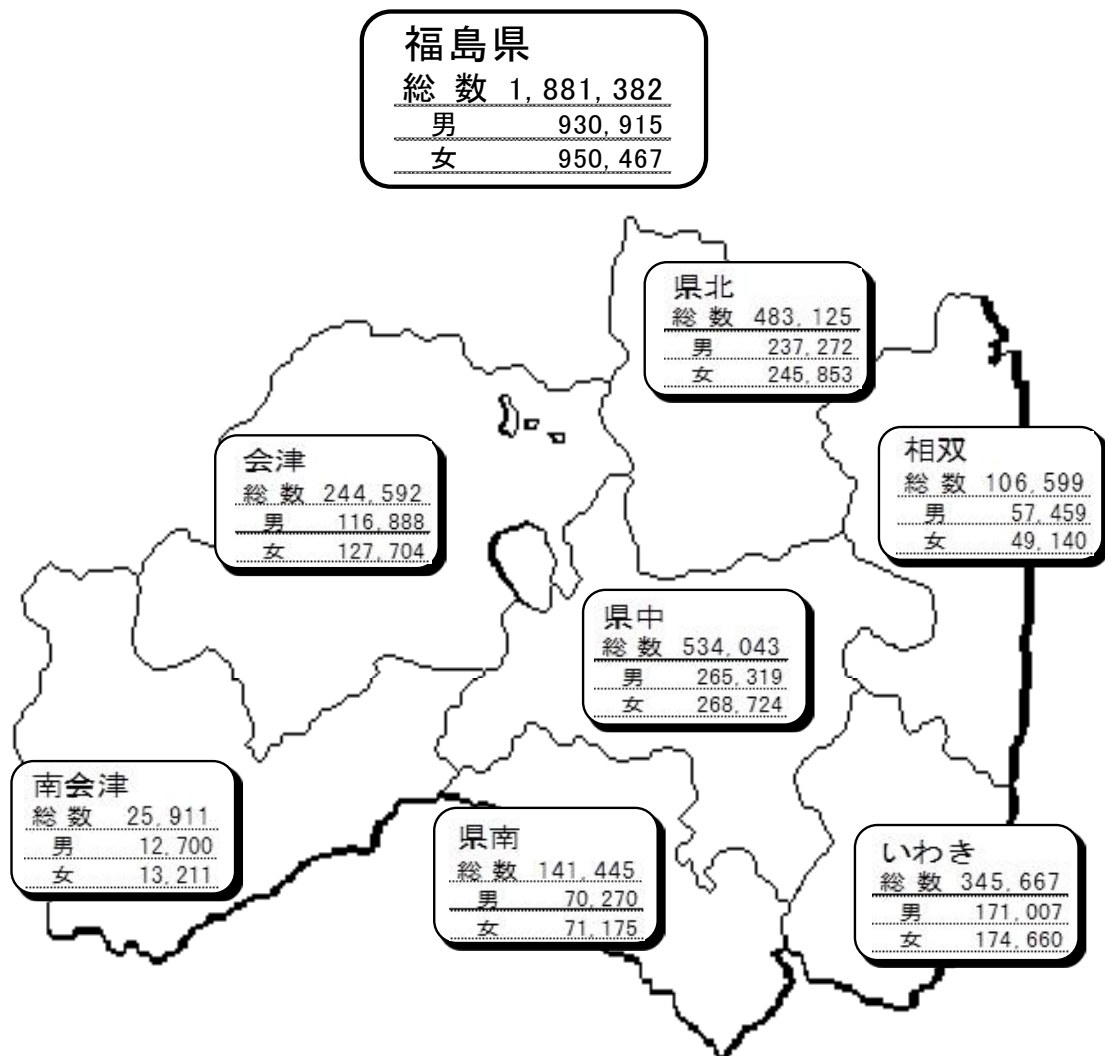 福島県
総数 1,881,382
男 930,915
女 950,467
県北
総数 483,125
男 237,272
女 245,853
会津
総数 244,592
男 116,888
女 127,704
相双
総数 106,599
男 57,459
女 49,140
県中
総数 534,043
男 265,319
女 268,724
南会津
総数 25,911
男 12,700
女 13,211
県南
総数 141,445
男 70,270
女 71,175
いわき
総数 345,667
男 171,007
女 174,660